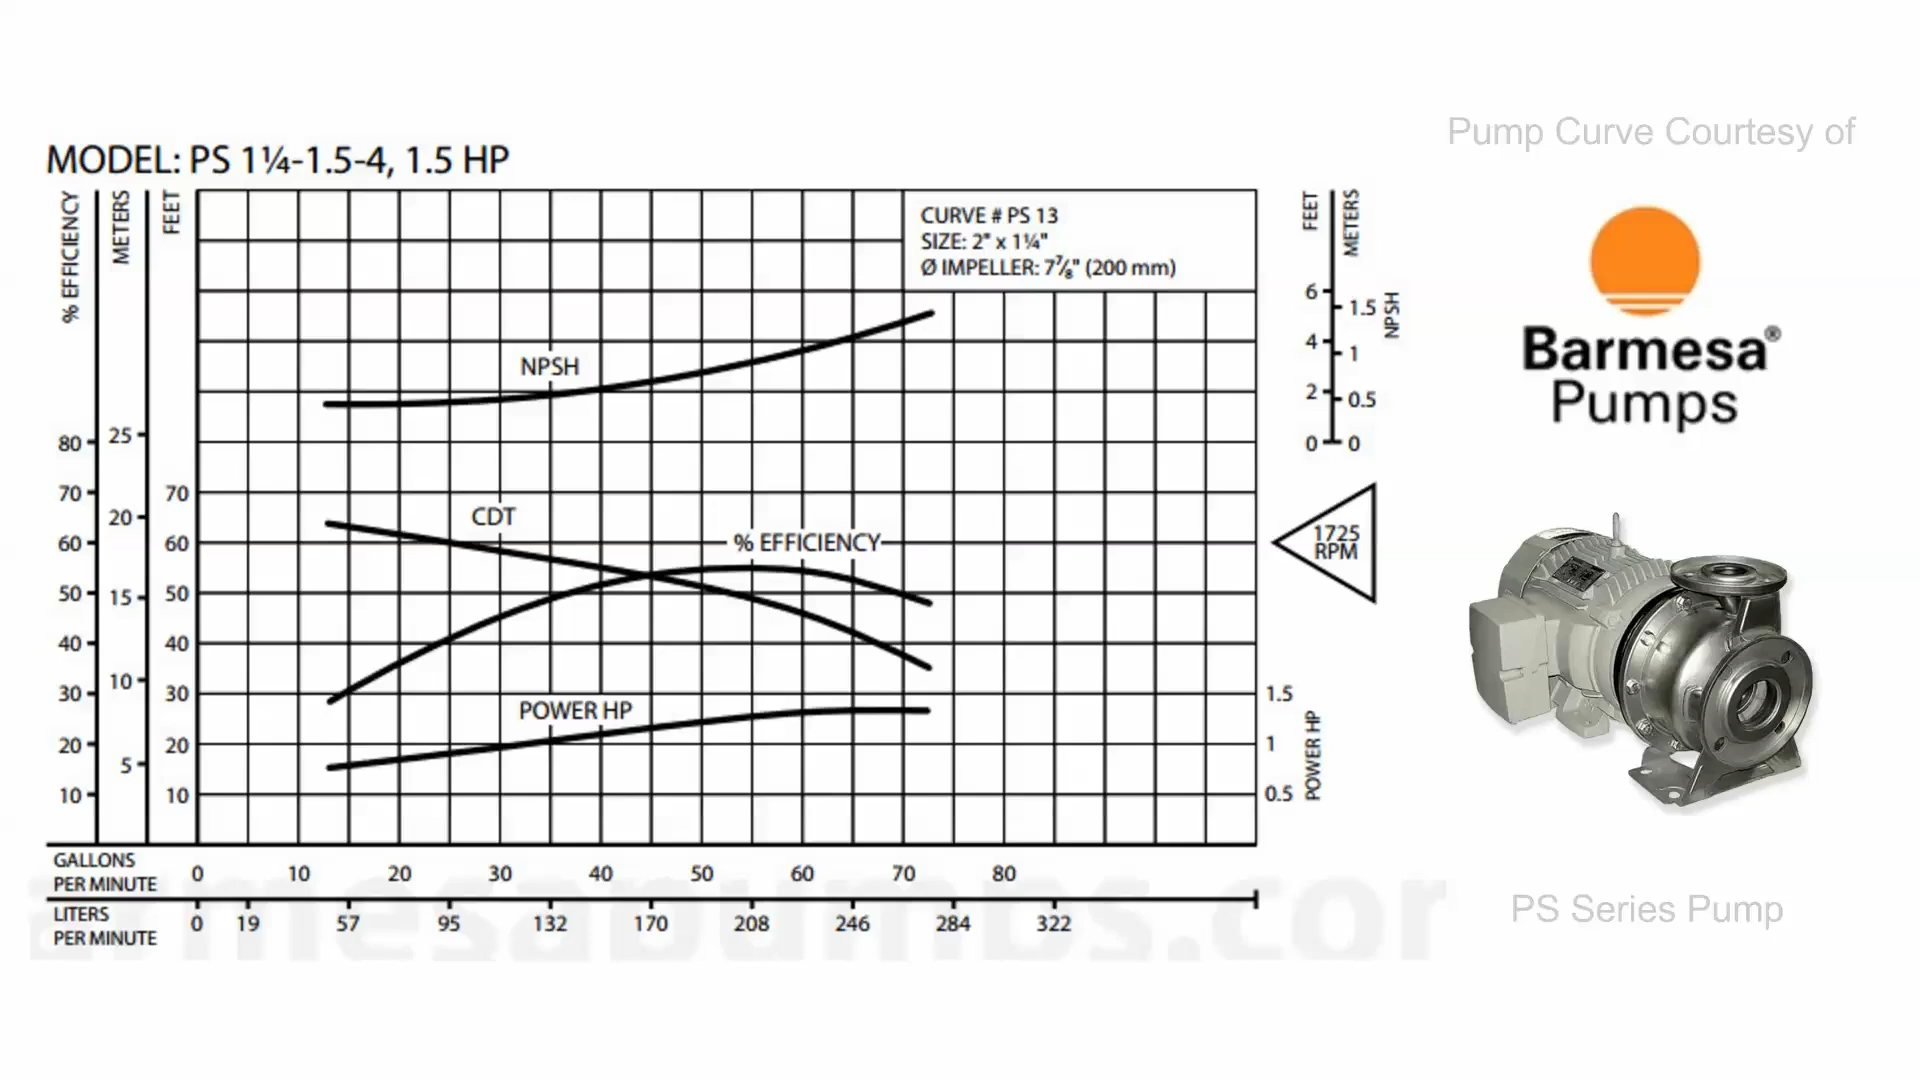 Pump Curve Courtesy of
MODEL: PS 1¼-1.5-4, 1.5 HP
% EFFICIENCY
METERS
FEET
CURVE # PS 13
SIZE: 2" x 1¼"
Ø IMPELLER: 7⅞" (200 mm)
FEET
METERS
NPSH
6
1.5
4
1
2
0.5
0
0
NPSH
80
25
70
70
CDT
20
60
60
% EFFICIENCY
1725
RPM
50
15
50
40
40
30
10
30
1.5
POWER HP
20
20
1
5
10
10
0.5
POWER HP
GALLONS
PER MINUTE
0 10 20 30 40 50 60 70 80
LITERS
PER MINUTE
0 19 57 95 132 170 208 246 284 322
Barmesa®
Pumps
PS Series Pump